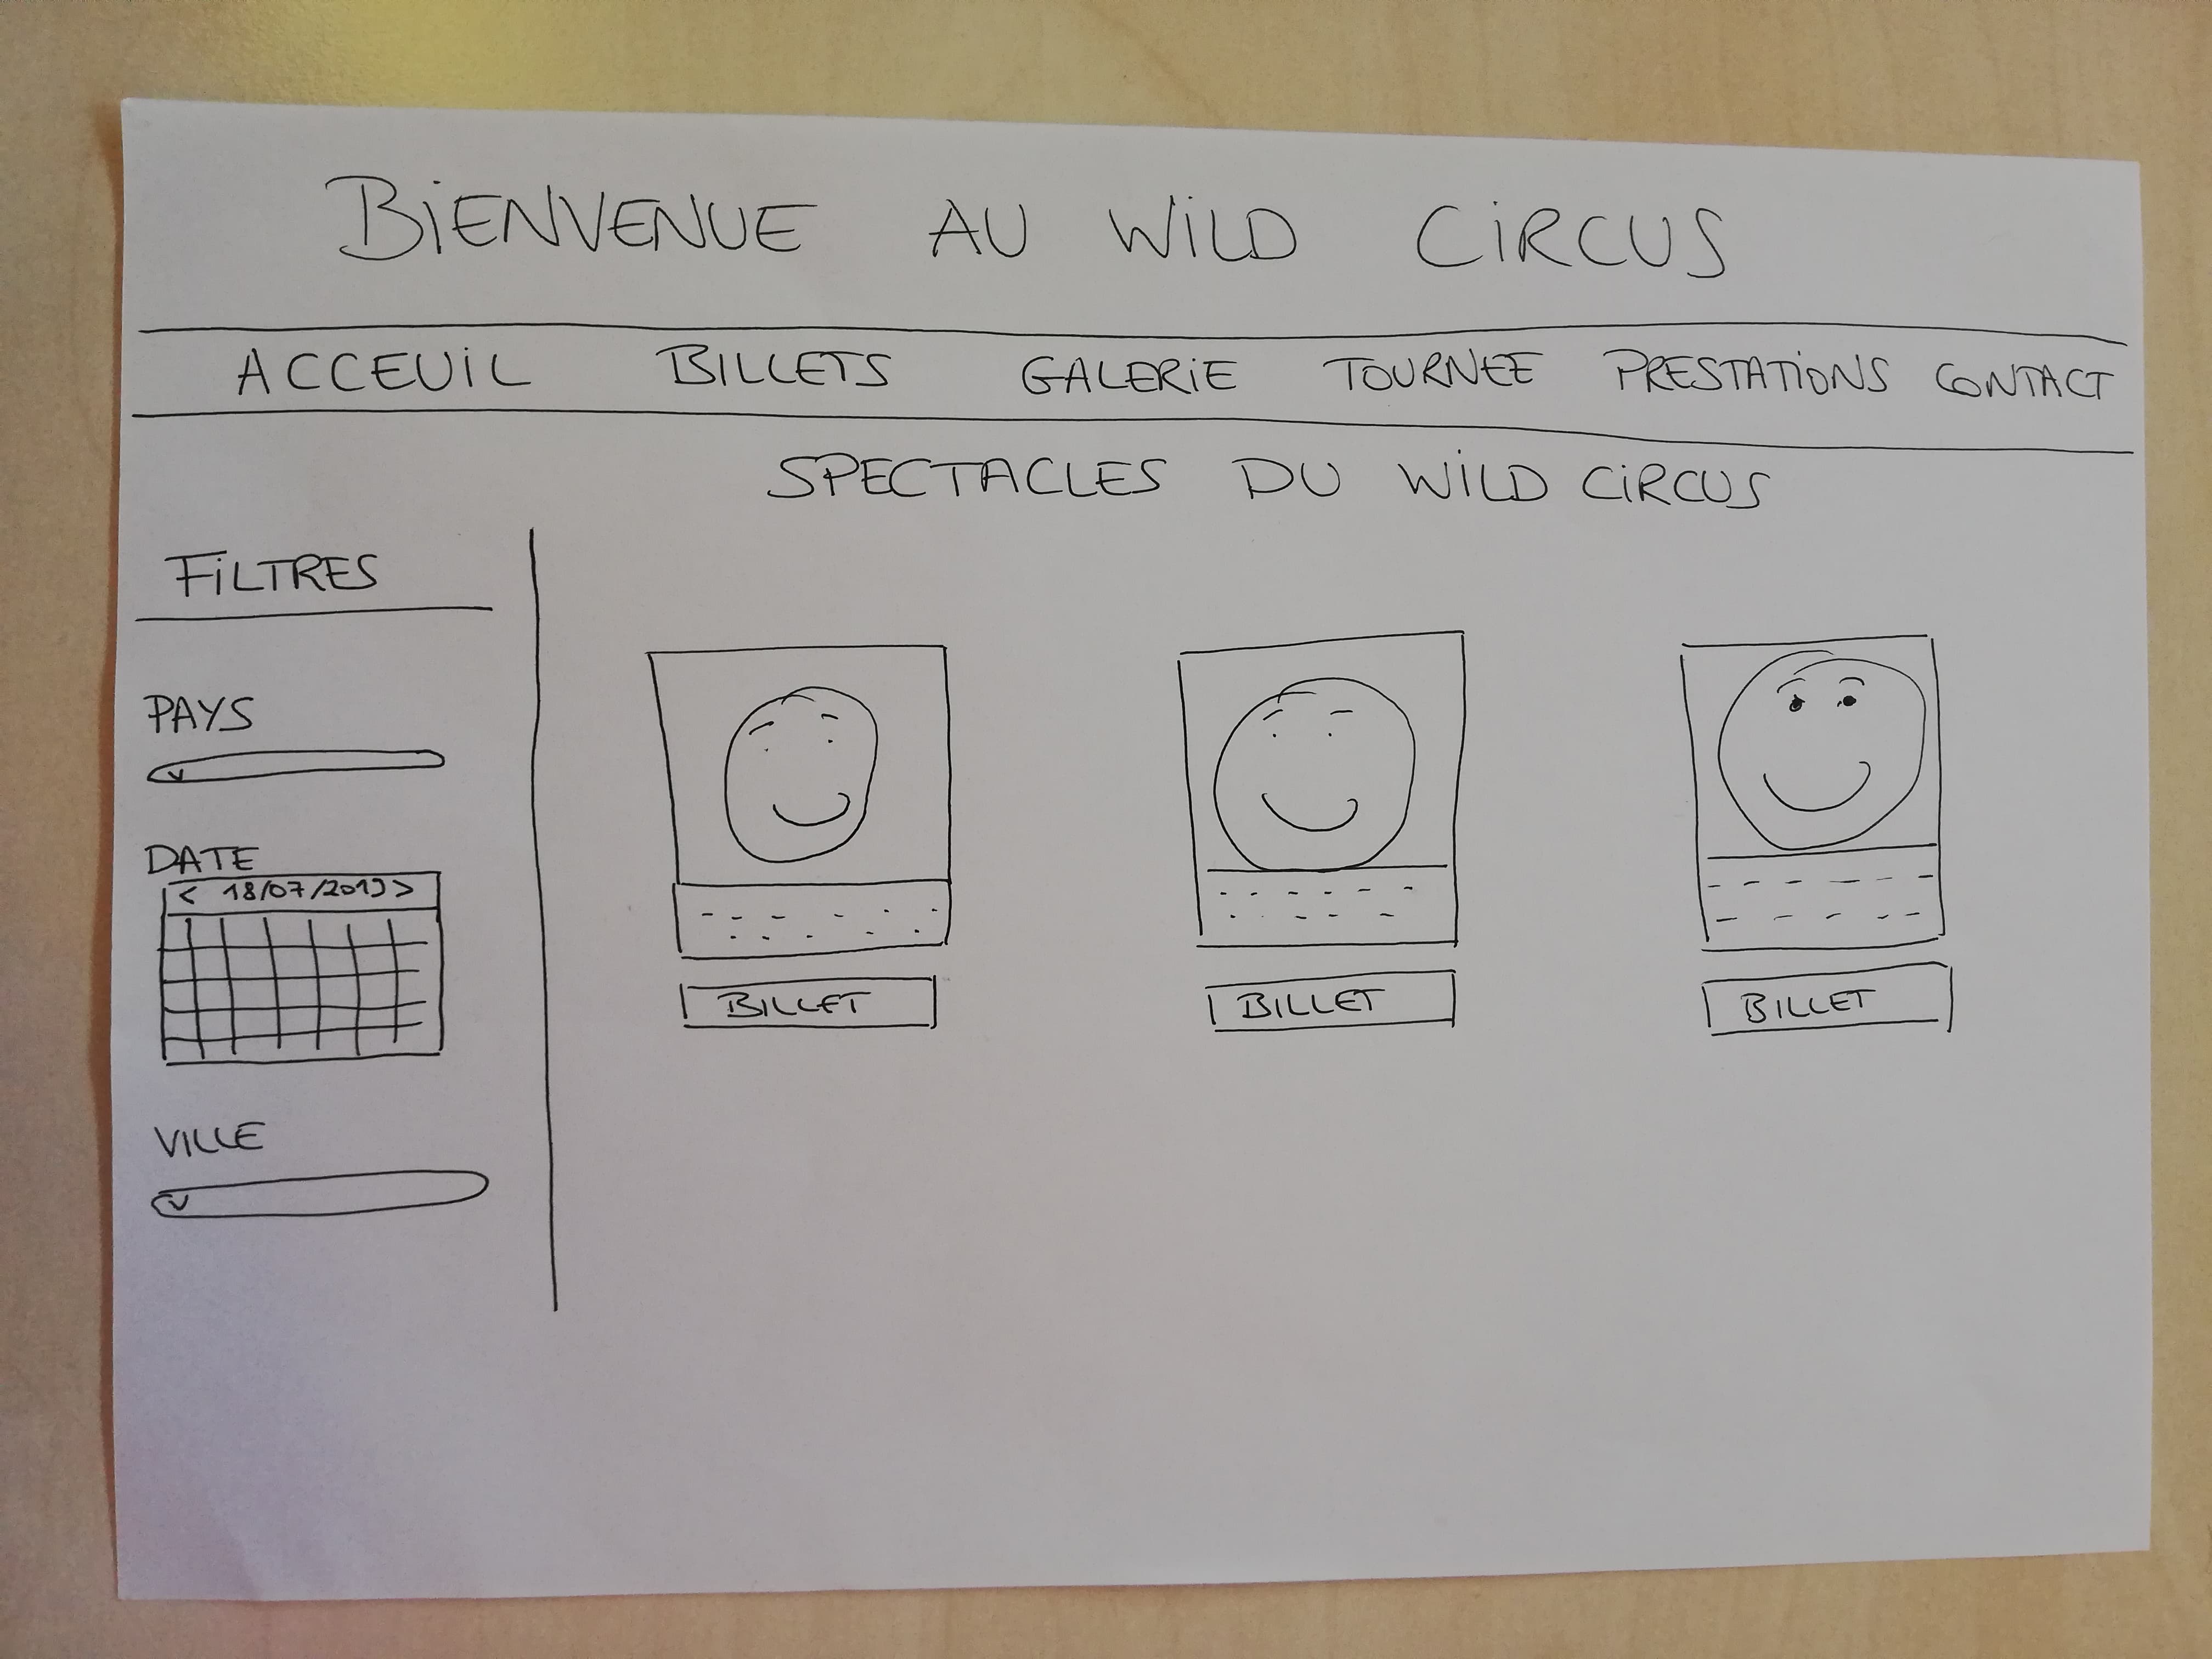 BIENVENUE AU WILD CIRCUS
ACCEUIL BILLETS GALERIE TOURNEE PRESTATIONS CONTACT
SPECTACLES DU WILD CIRCUS
FILTRES
PAYS
DATE
< 18/07/2019 >
VILLE
BILLET BILLET BILLET